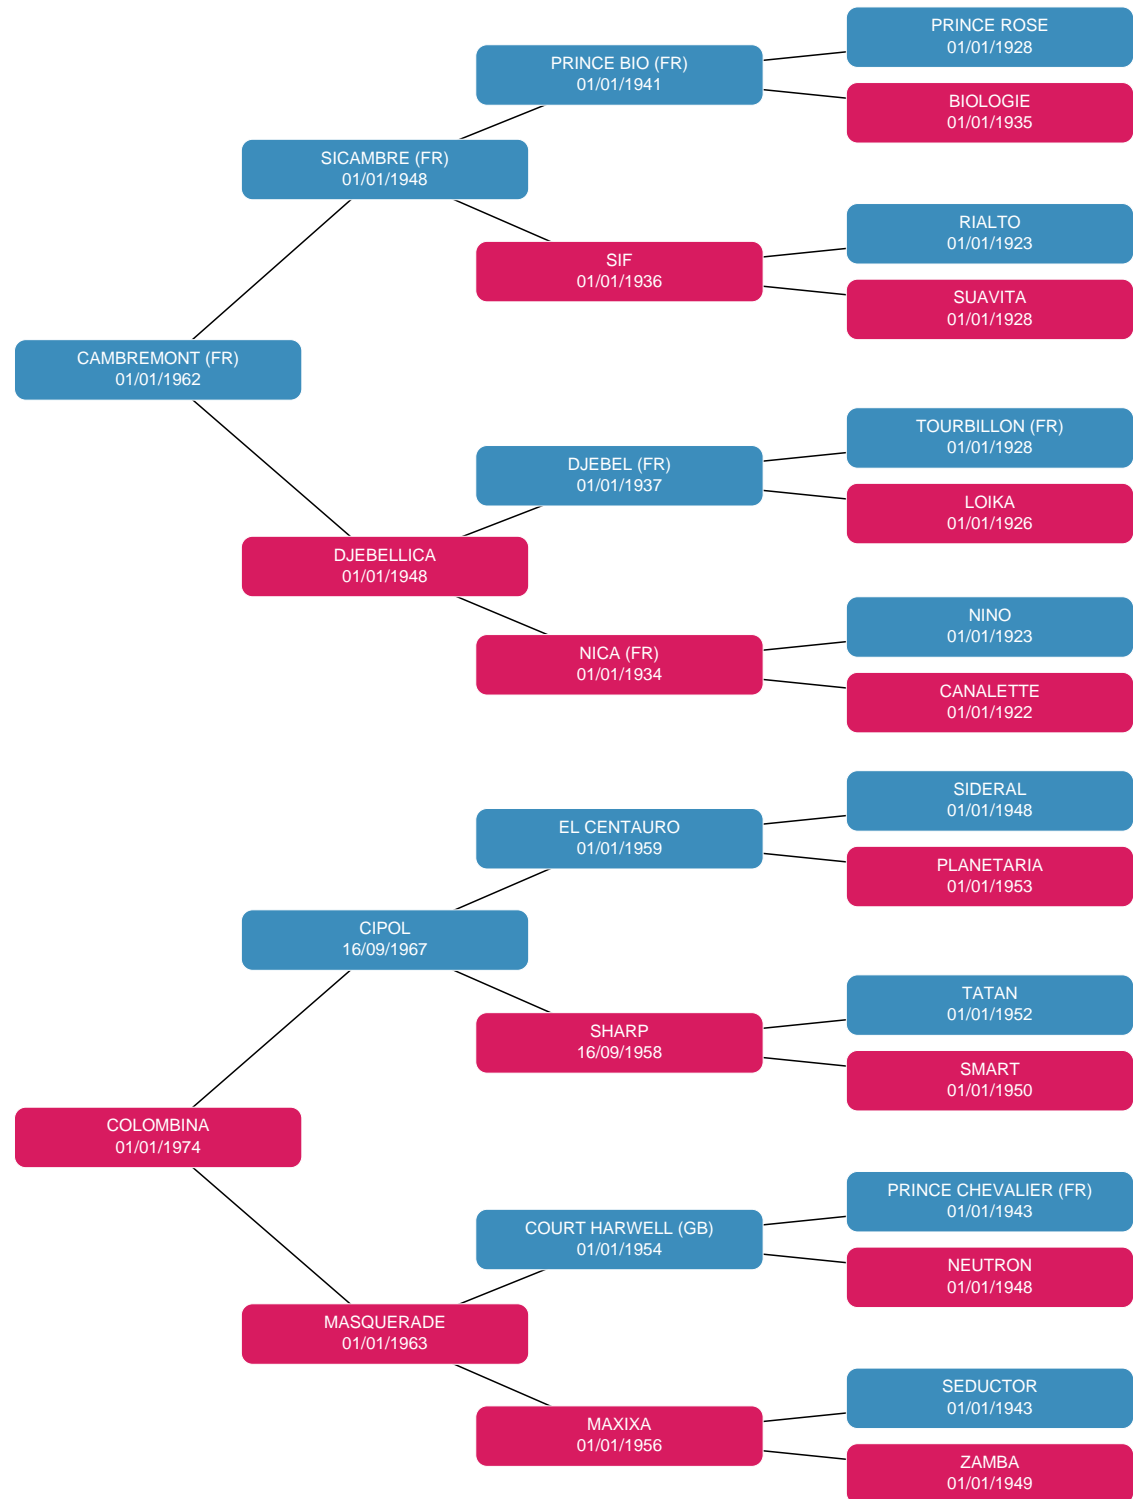 PRINCE ROSE
01/01/1928
PRINCE BIO (FR)
01/01/1941
BIOLOGIE
01/01/1935
SICAMBRE (FR)
01/01/1948
RIALTO
01/01/1923
SIF
01/01/1936
SUAVITA
01/01/1928
CAMBREMONT (FR)
01/01/1962
TOURBILLON (FR)
01/01/1928
DJEBEL (FR)
01/01/1937
LOIKA
01/01/1926
DJEBELLICA
01/01/1948
NINO
01/01/1923
NICA (FR)
01/01/1934
CANALETTE
01/01/1922
SIDERAL
01/01/1948
EL CENTAURO
01/01/1959
PLANETARIA
01/01/1953
CIPOL
16/09/1967
TATAN
01/01/1952
SHARP
16/09/1958
SMART
01/01/1950
COLOMBINA
01/01/1974
PRINCE CHEVALIER (FR)
01/01/1943
COURT HARWELL (GB)
01/01/1954
NEUTRON
01/01/1948
MASQUERADE
01/01/1963
SEDUCTOR
01/01/1943
MAXIXA
01/01/1956
ZAMBA
01/01/1949